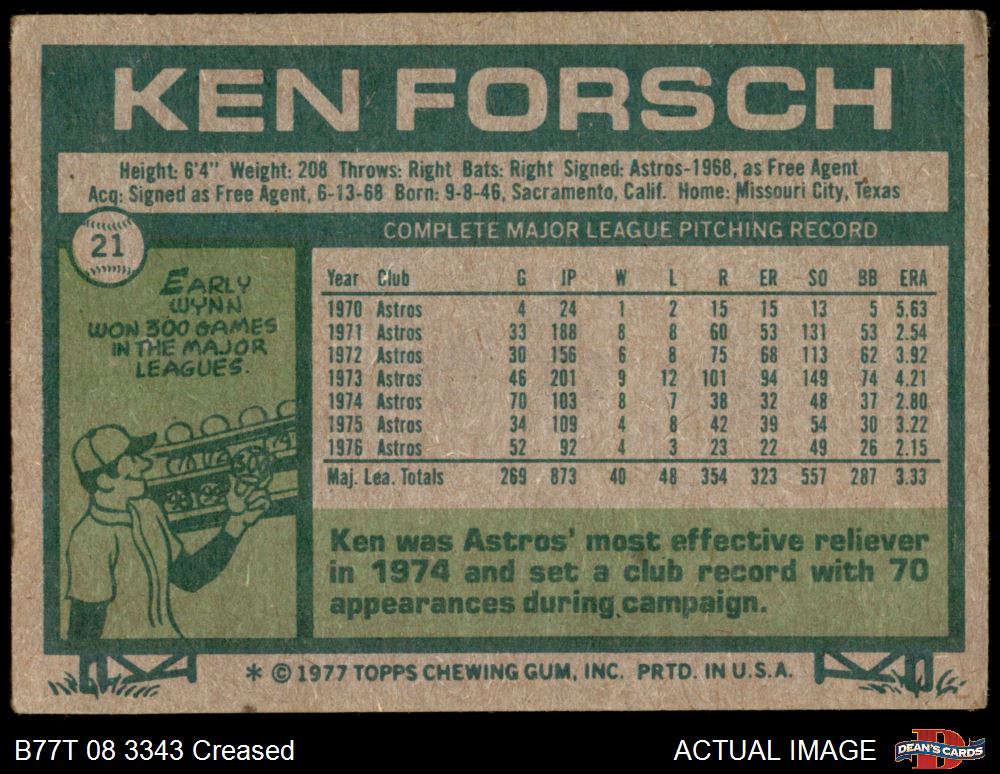 KEN FORSCH
Height: 6'4" Weight: 208 Throws: Right Bats: Right Signed: Astros-1968, as Free Agent
Acq: Signed as Free Agent, 6-13-68 Born: 9-8-46, Sacramento, Calif. Home: Missouri City, Texas
21
EARLY
WYNN
WON 300 GAMES
IN THE MAJOR
LEAGUES.
300
COMPLETE MAJOR LEAGUE PITCHING RECORD
Year Club G IP W L R ER SO BB ERA
1970 Astros 4 24 1 2 15 15 13 5 5.63
1971 Astros 33 188 8 8 60 53 131 53 2.54
1972 Astros 30 156 6 8 75 68 113 62 3.92
1973 Astros 46 201 9 12 101 94 149 74 4.21
1974 Astros 70 103 8 7 38 32 48 37 2.80
1975 Astros 34 109 4 8 42 39 54 30 3.22
1976 Astros 52 92 4 3 23 22 49 26 2.15
Maj. Lea. Totals 269 873 40 48 354 323 557 287 3.33
Ken was Astros' most effective reliever
in 1974 and set a club record with 70
appearances during campaign.
* © 1977 TOPPS CHEWING GUM, INC. PRTD. IN U.S.A.
B77T 08 3343 Creased
ACTUAL IMAGE
D
DEAN'S CARDS